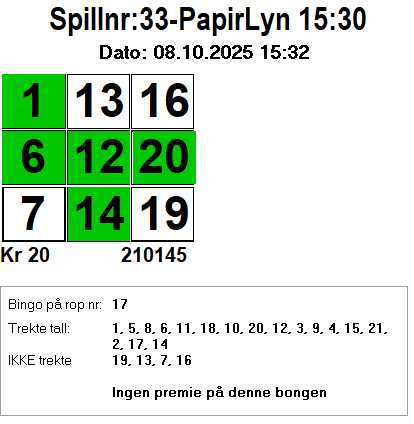 Spillnr:33-PapirLyn 15:30
Dato: 08.10.2025 15:32
1 13 16
6 12 20
7 14 19
Kr 20 210145
Bingo på rop nr: 17
Trekte tall: 1, 5, 8, 6, 11, 18, 10, 20, 12, 3, 9, 4, 15, 21,
2, 17, 14
IKKE trekte 19, 13, 7, 16
Ingen premie på denne bongen